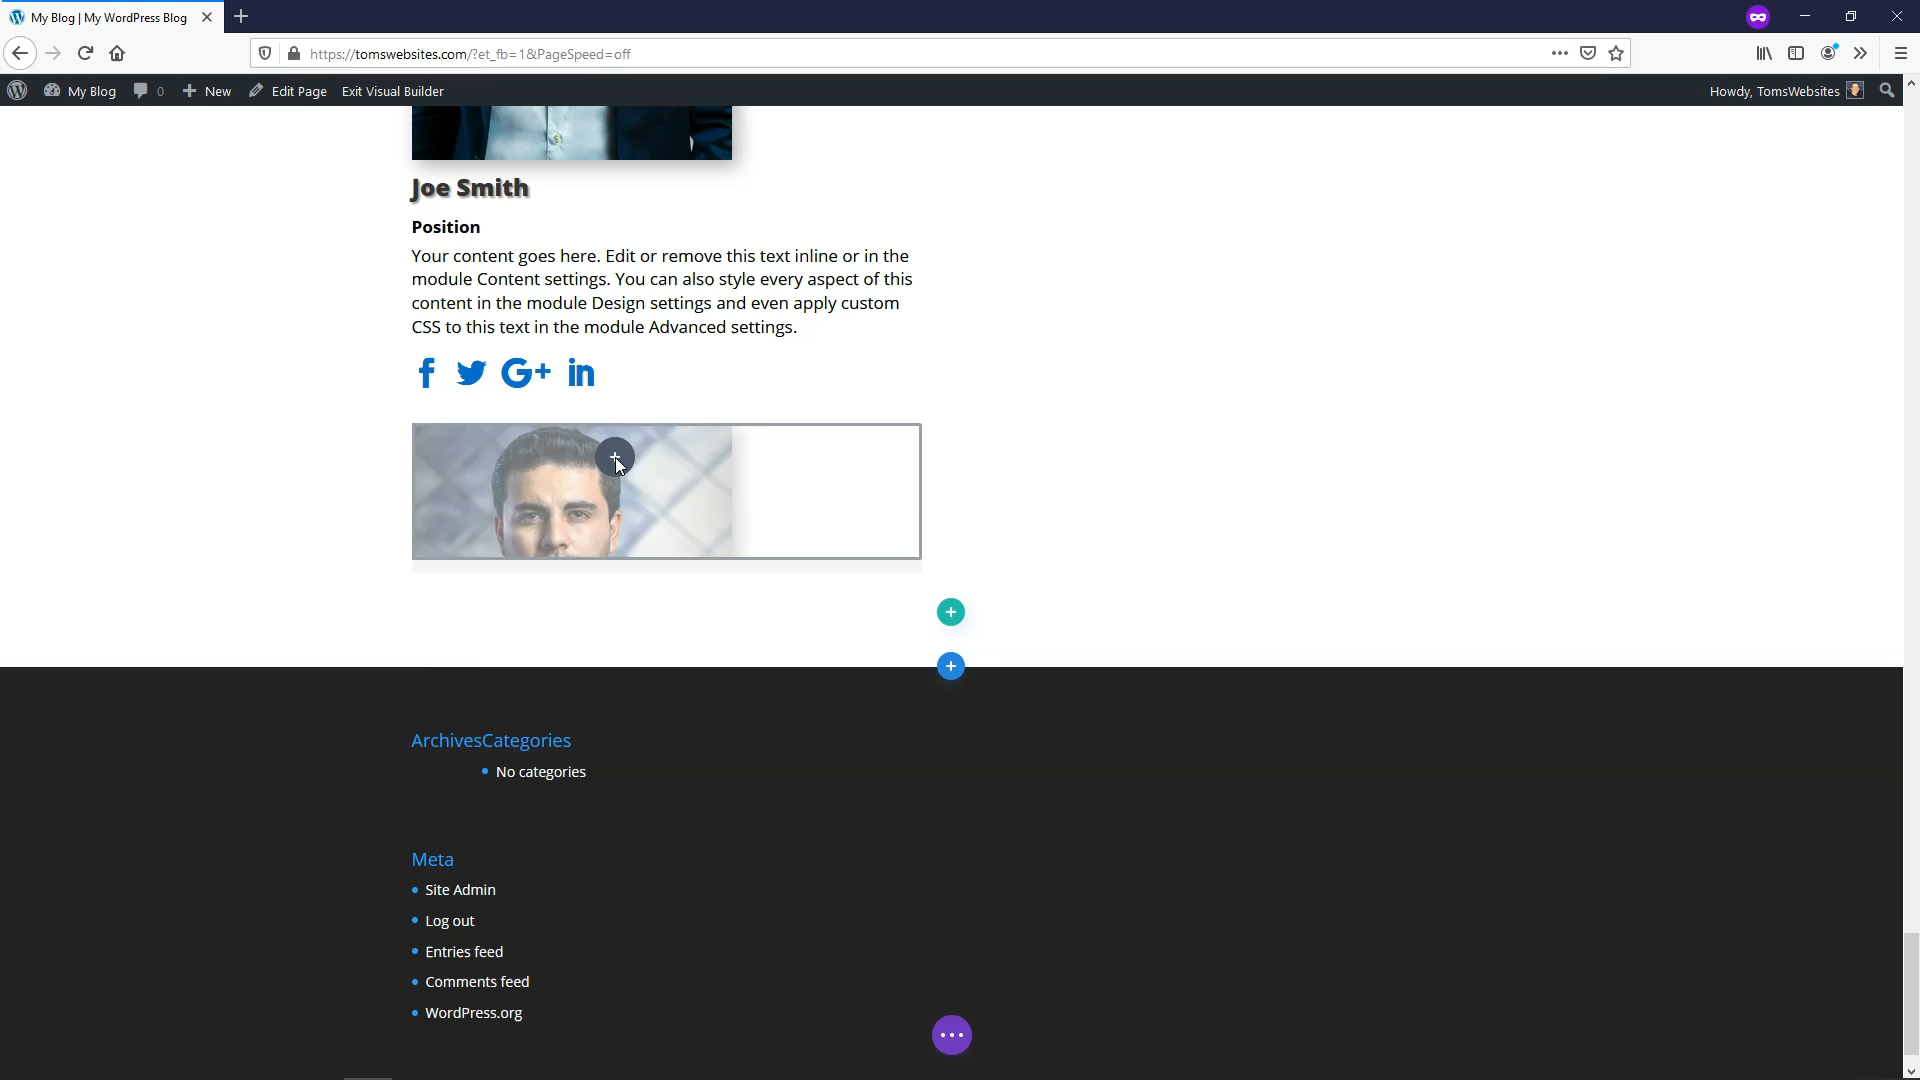 My Blog | My WordPress Blog
https://tomswebsites.com/?et_fb=1&PageSpeed=off
My Blog 0 New Edit Page Exit Visual Builder Howdy, TomsWebsites
Joe Smith
Position
Your content goes here. Edit or remove this text inline or in the
module Content settings. You can also style every aspect of this
content in the module Design settings and even apply custom
CSS to this text in the module Advanced settings.
ArchivesCategories
No categories
Meta
Site Admin
Log out
Entries feed
Comments feed
WordPress.org